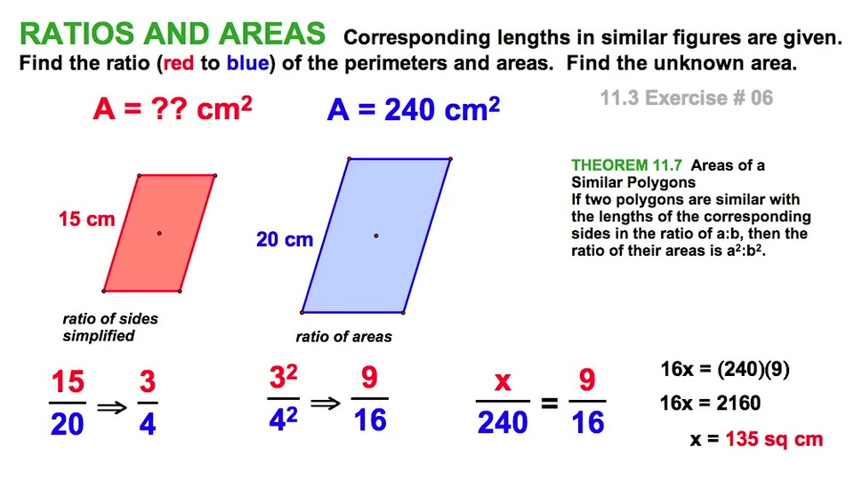 RATIOS AND AREAS Corresponding lengths in similar figures are given.
Find the ratio (red to blue) of the perimeters and areas. Find the unknown area.
A = ?? cm²
A = 240 cm²
11.3 Exercise # 06
THEOREM 11.7 Areas of a
Similar Polygons
If two polygons are similar with
the lengths of the corresponding
sides in the ratio of a:b, then the
ratio of their areas is a²:b².
15 cm
20 cm
ratio of sides
simplified
ratio of areas
15/20 ⇒ 3/4
3²/4² ⇒ 9/16
x/240 = 9/16
16x = (240)(9)
16x = 2160
x = 135 sq cm